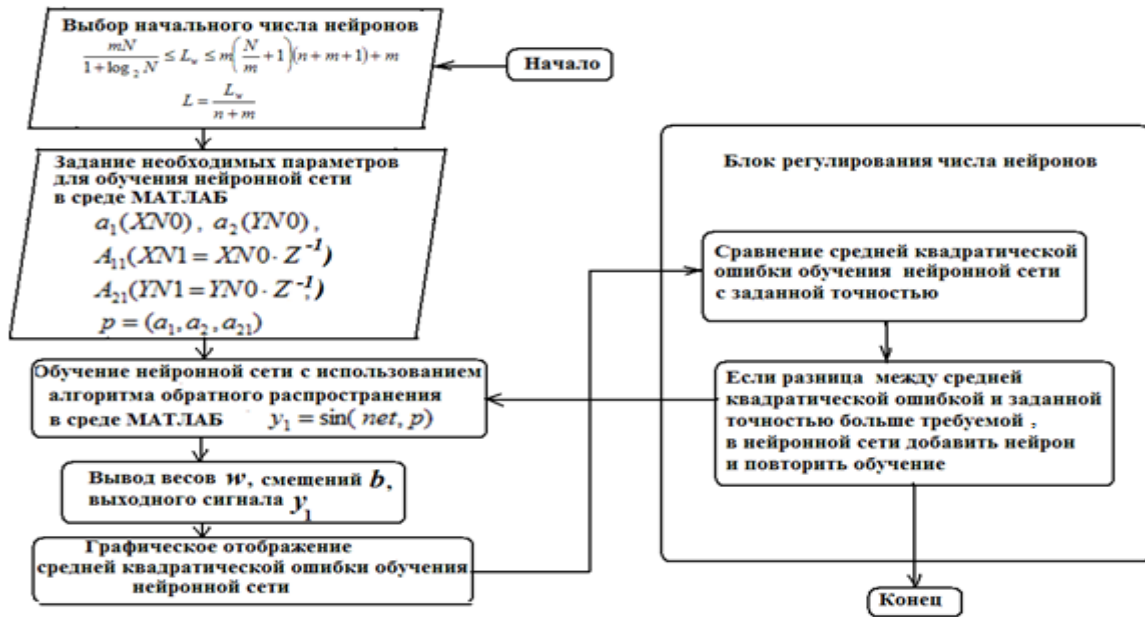 Выбор начального числа нейронов
mN / (1 + log₂ N) ≤ Lw ≤ m(N/m + 1)(n + m + 1) + m
L = Lw / (n + m)
Начало
Задание необходимых параметров
для обучения нейронной сети
в среде МАТЛАБ
a₁(XN0), a₂(YN0),
A₁₁(XN1 = XN0 · Z⁻¹)
A₂₁(YN1 = YN0 · Z⁻¹,)
p = (a₁, a₂, a₂₁)
Обучение нейронной сети с использованием
алгоритма обратного распространения
в среде МАТЛАБ y₁ = sin( net, p)
Вывод весов w, смещений b,
выходного сигнала y₁
Графическое отображение
средней квадратической ошибки обучения
нейронной сети
Блок регулирования числа нейронов
Сравнение средней квадратической
ошибки обучения нейронной сети
с заданной точностью
Если разница между средней
квадратической ошибкой и заданной
точностью больше требуемой ,
в нейронной сети добавить нейрон
и повторить обучение
Конец